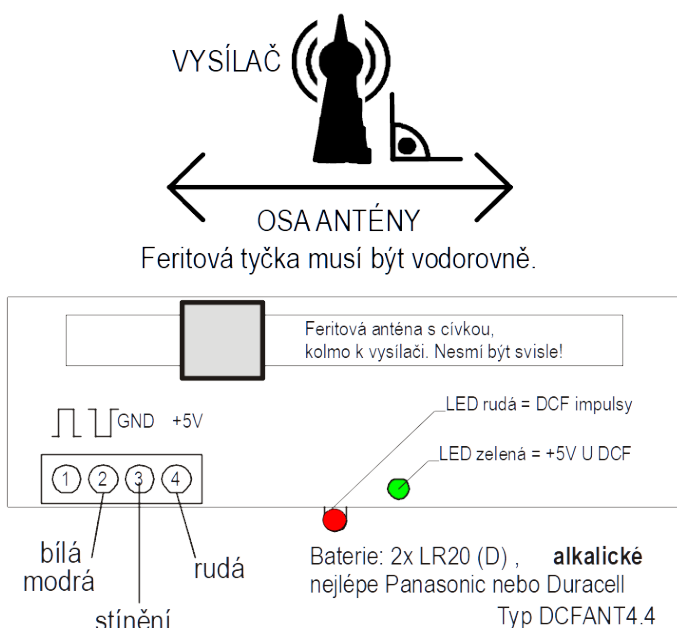 VYSÍLAČ
OSA ANTÉNY
Feritová tyčka musí být vodorovně.
Feritová anténa s cívkou,
kolmo k vysílači. Nesmí být svisle!
LED rudá = DCF impulsy
GND +5V
LED zelená = +5V U DCF
1 2 3 4
bílá
modrá
rudá
stínění
Baterie: 2x LR20 (D) , alkalické
nejlépe Panasonic nebo Duracell
Typ DCFANT4.4